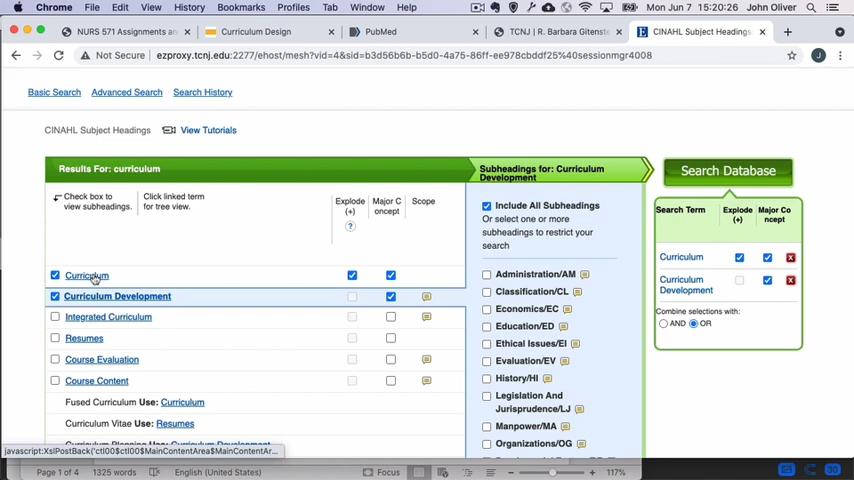 Chrome File Edit View History Bookmarks Profiles Tab Window Help Mon Jun 7 15:20:26 John Oliver
NURS 571 Assignments an
Curriculum Design
PubMed
TCNJ | R. Barbara Gitenste
CINAHL Subject Headings
Not Secure
ezproxy.tcnj.edu:2277/ehost/mesh?vid=4&sid=b3d56b6b-b5d0-4a75-86ff-ee978cbddf25%40sessionmgr4008
J
Basic Search Advanced Search Search History
CINAHL Subject Headings View Tutorials
Results For: curriculum
Check box to
view subheadings.
Click linked term
for tree view.
Explode
(+)
?
Major C
oncept
Scope
Curriculum
Curriculum Development
Integrated Curriculum
Resumes
Course Evaluation
Course Content
Fused Curriculum Use: Curriculum
Curriculum Vitae Use: Resumes
Subheadings for: Curriculum
Development
Include All Subheadings
Or select one or more
subheadings to restrict your
search
Administration/AM
Classification/CL
Economics/EC
Education/ED
Ethical Issues/EI
Evaluation/EV
History/HI
Legislation And
Jurisprudence/LJ
Manpower/MA
Organizations/OG
Search Database
Search Term
Explode
(+)
Major Co
ncept
Curriculum
Curriculum
Development
Combine selections with:
AND OR
javascript:XslPostBack('ctl00$ctl00$MainContentArea$MainContentAr...
Page 1 of 4 1325 words English (United States) Focus 117%
30